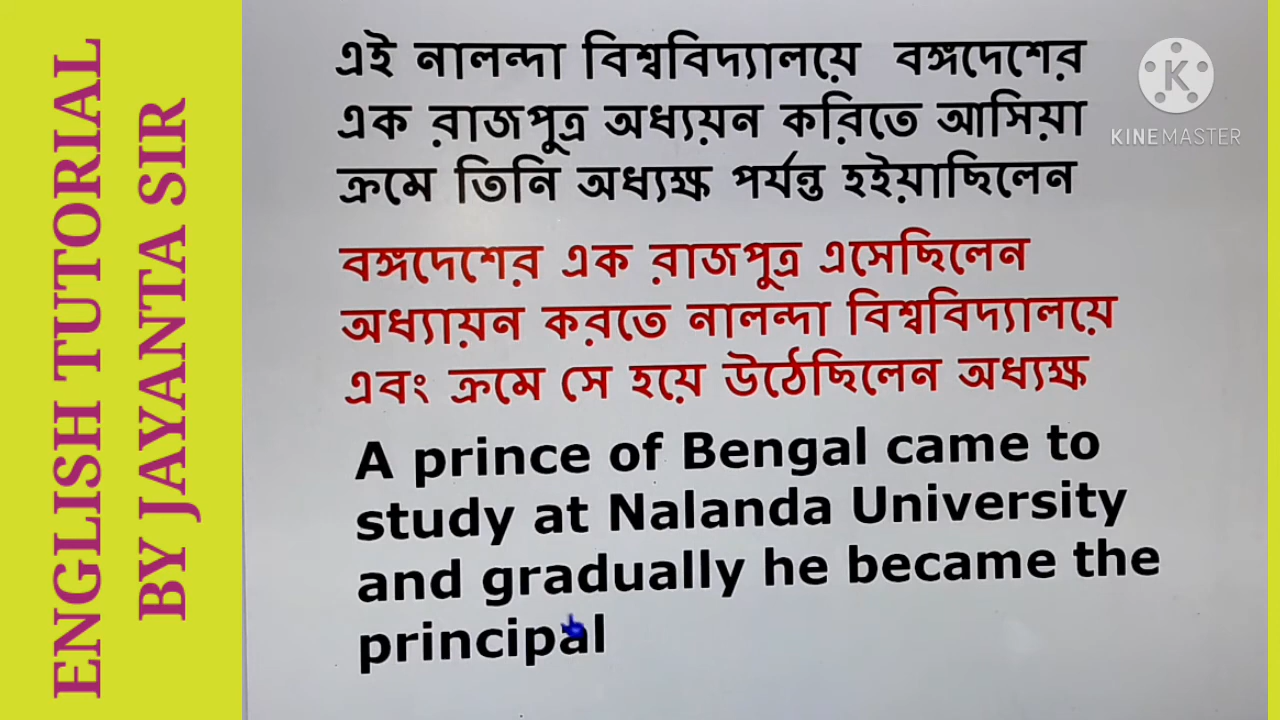 ENGLISH TUTORIAL
BY JAYANTA SIR
এই নালন্দা বিশ্ববিদ্যালয়ে বঙ্গদেশের
এক রাজপুত্র অধ্যয়ন করিতে আসিয়া
ক্রমে তিনি অধ্যক্ষ পর্যন্ত হইয়াছিলেন
বঙ্গদেশের এক রাজপুত্র এসেছিলেন
অধ্যায়ন করতে নালন্দা বিশ্ববিদ্যালয়ে
এবং ক্রমে সে হয়ে উঠেছিলেন অধ্যক্ষ
A prince of Bengal came to
study at Nalanda University
and gradually he became the
principal
K
KINEMASTER